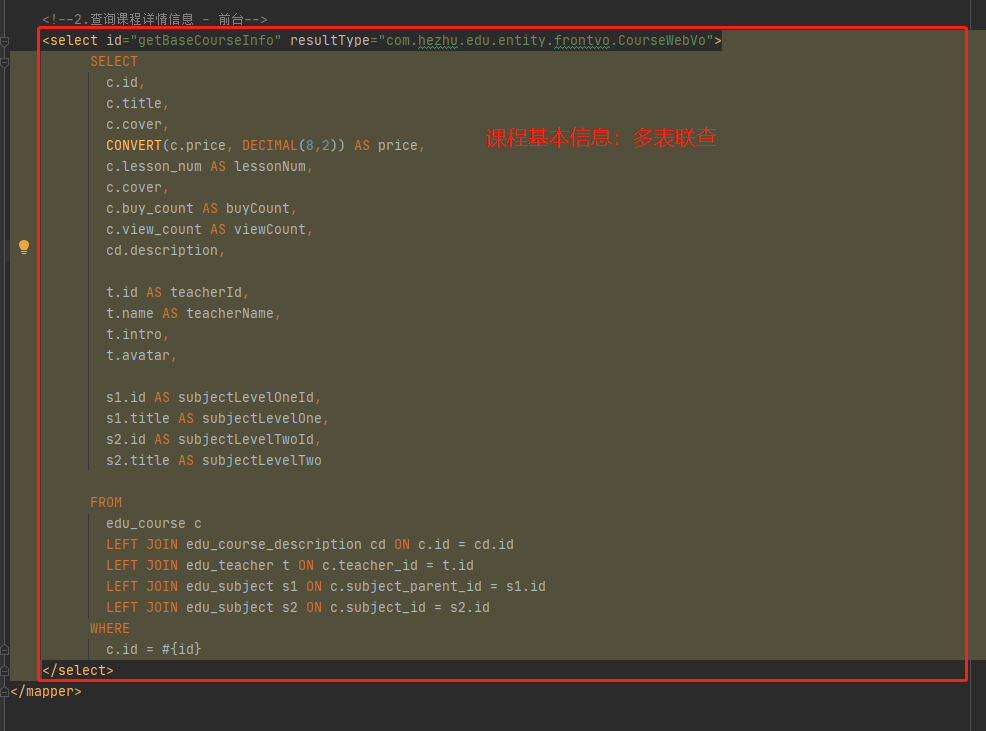 <!--2.查询课程详情信息 - 前台-->
<select id="getBaseCourseInfo" resultType="com.hezhu.edu.entity.frontvo.CourseWebVo">
SELECT
c.id,
c.title,
c.cover,
课程基本信息：多表联查
CONVERT(c.price, DECIMAL(8,2)) AS price,
c.lesson_num AS lessonNum,
c.cover,
c.buy_count AS buyCount,
c.view_count AS viewCount,
cd.description,
t.id AS teacherId,
t.name AS teacherName,
t.intro,
t.avatar,
s1.id AS subjectLevelOneId,
s1.title AS subjectLevelOne,
s2.id AS subjectLevelTwoId,
s2.title AS subjectLevelTwo
FROM
edu_course c
LEFT JOIN edu_course_description cd ON c.id = cd.id
LEFT JOIN edu_teacher t ON c.teacher_id = t.id
LEFT JOIN edu_subject s1 ON c.subject_parent_id = s1.id
LEFT JOIN edu_subject s2 ON c.subject_id = s2.id
WHERE
c.id = #{id}
</select>
</mapper>